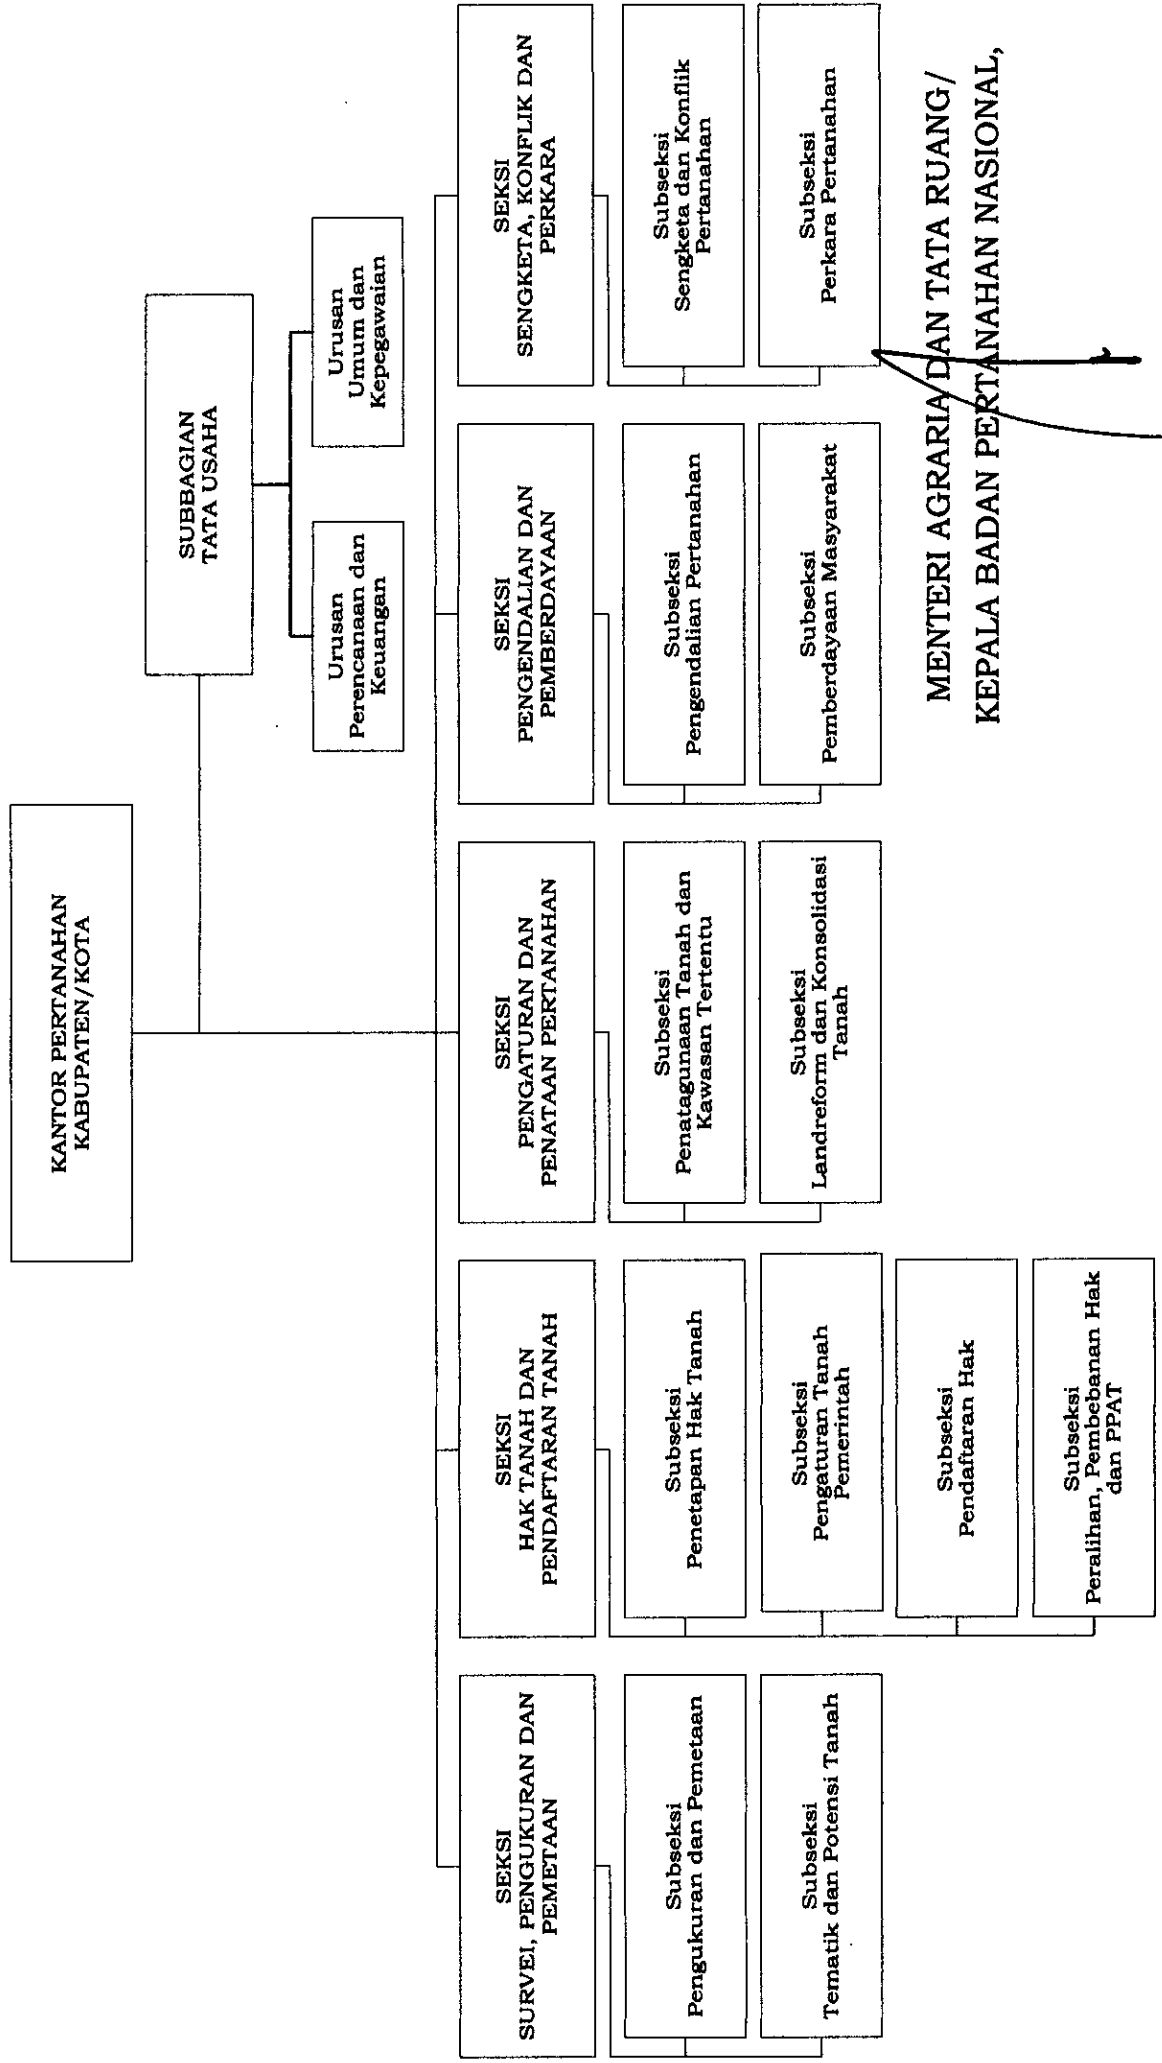 KANTOR PERTANAHAN
KABUPATEN/KOTA
SUBBAGIAN
TATA USAHA
Urusan
Perencanaan dan
Keuangan
Urusan
Umum dan
Kepegawaian
SEKSI
SURVEI, PENGUKURAN DAN
PEMETAAN
Subseksi
Pengukuran dan Pemetaan
Subseksi
Tematik dan Potensi Tanah
SEKSI
HAK TANAH DAN
PENDAFTARAN TANAH
Subseksi
Penetapan Hak Tanah
Subseksi
Pengaturan Tanah
Pemerintah
Subseksi
Pendaftaran Hak
Subseksi
Peralihan, Pembebanan Hak
dan PPAT
SEKSI
PENGATURAN DAN
PENATAAN PERTANAHAN
Subseksi
Penatagunaan Tanah dan
Kawasan Tertentu
Subseksi
Landreform dan Konsolidasi
Tanah
SEKSI
PENGENDALIAN DAN
PEMBERDAYAAN
Subseksi
Pengendalian Pertanahan
Subseksi
Pemberdayaan Masyarakat
SEKSI
SENGKETA, KONFLIK DAN
PERKARA
Subseksi
Sengketa dan Konflik
Pertanahan
Subseksi
Perkara Pertanahan
MENTERI AGRARIA DAN TATA RUANG/
KEPALA BADAN PERTANAHAN NASIONAL,